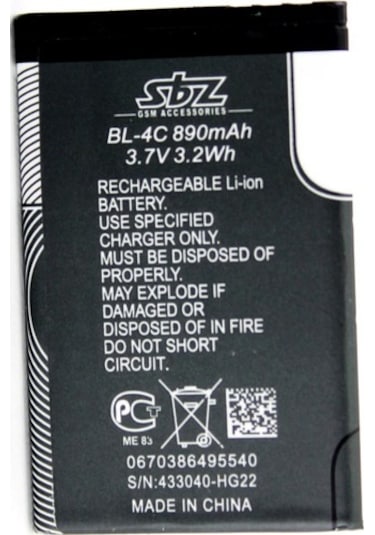 sbz
GSM ACCESSORIES
BL-4C 890mAh
3.7V 3.2Wh
RECHARGEABLE Li-ion
BATTERY.
USE SPECIFIED
CHARGER ONLY.
MUST BE DISPOSED OF
PROPERLY.
MAY EXPLODE IF
DAMAGED OR
DISPOSED OF IN FIRE
DO NOT SHORT
CIRCUIT.
ME 83
0670386495540
S/N:433040-HG22
MADE IN CHINA